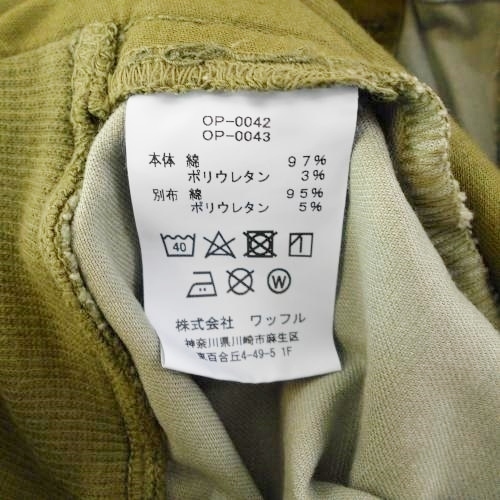 OP-0042
OP-0043
本体 綿 97%
ポリウレタン 3%
別布 綿 95%
ポリウレタン 5%
40
W
株式会社 ワッフル
神奈川県川崎市麻生区
東百合丘4-49-5 1F